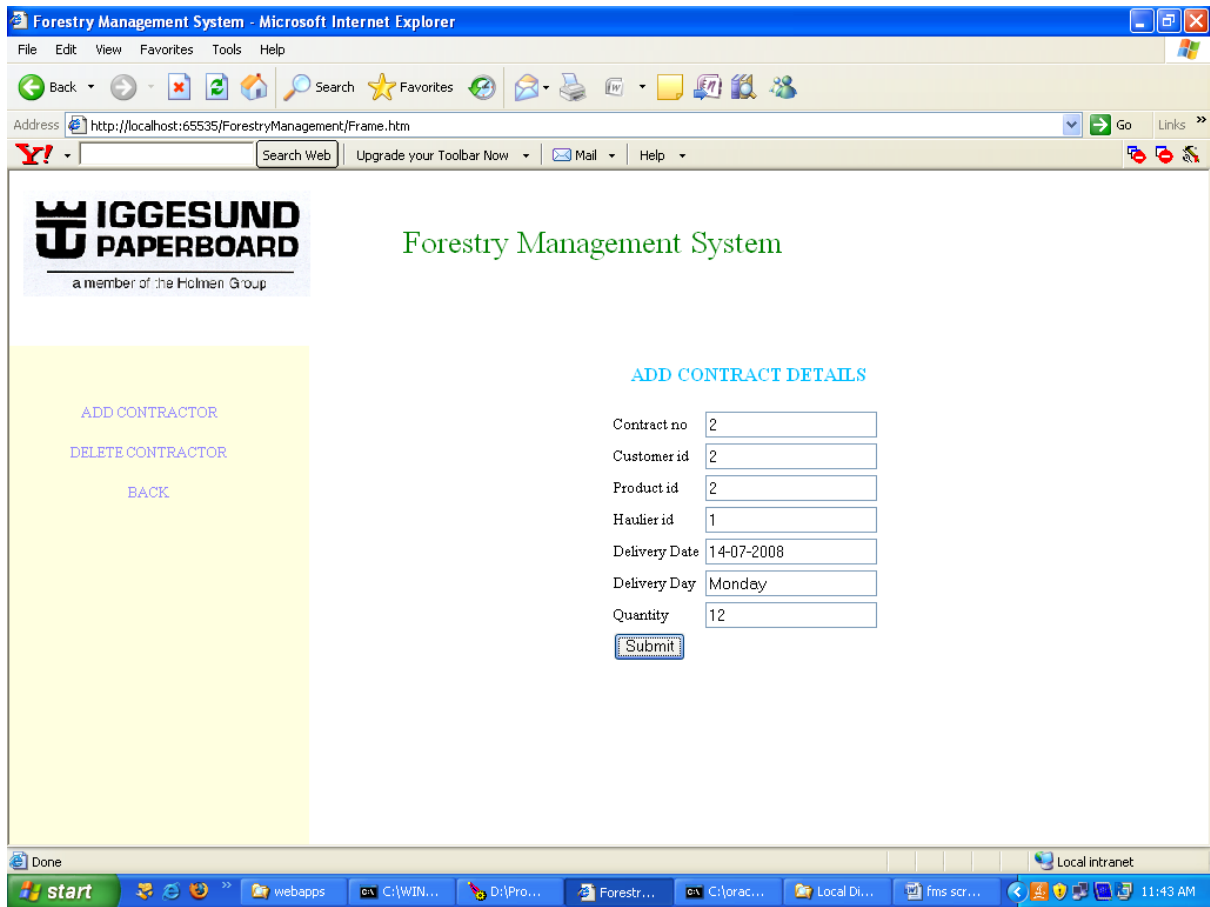 Forestry Management System - Microsoft Internet Explorer
File Edit View Favorites Tools Help
Back Search Favorites
Address http://localhost:65535/ForestryManagement/Frame.htm Go Links »
Y! Search Web Upgrade your Toolbar Now Mail Help
IGGESUND
PAPERBOARD
a member of the Holmen Group
Forestry Management System
ADD CONTRACT DETAILS
ADD CONTRACTOR
DELETE CONTRACTOR
BACK
Contract no 2
Customer id 2
Product id 2
Haulier id 1
Delivery Date 14-07-2008
Delivery Day Monday
Quantity 12
Submit
Done Local intranet
start » webapps C:\WIN... D:\Pro... Forestr... C:\orac... Local Di... fms scr... 11:43 AM